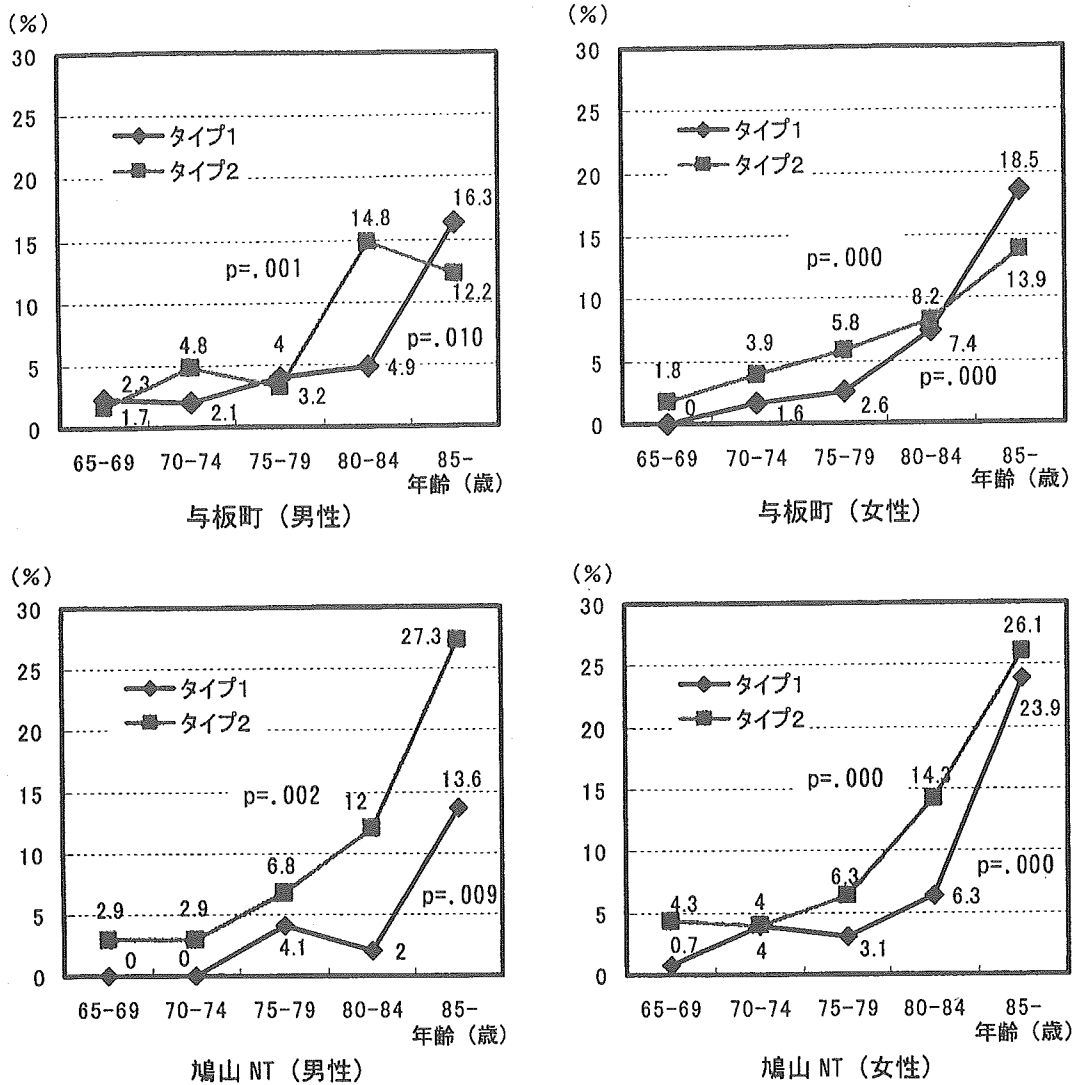 (%)
30
25
20
15
10
5
0
タイプ1
タイプ2
2.3
1.7
4.8
2.1
4
3.2
14.8
4.9
16.3
12.2
p=.001
p=.010
65-69 70-74 75-79 80-84 85-
年齢（歳）
与板町（男性）
(%)
30
25
20
15
10
5
0
タイプ1
タイプ2
1.8
0
3.9
1.6
5.8
2.6
8.2
7.4
18.5
13.9
p=.000
p=.000
65-69 70-74 75-79 80-84 85-
年齢（歳）
与板町（女性）
(%)
30
25
20
15
10
5
0
タイプ1
タイプ2
2.9
0
2.9
0
6.8
4.1
12
2
27.3
13.6
p=.002
p=.009
65-69 70-74 75-79 80-84 85-
年齢（歳）
鳩山 NT（男性）
(%)
30
25
20
15
10
5
0
タイプ1
タイプ2
4.3
0.7
4
4
6.3
3.1
14.3
6.3
26.1
23.9
p=.000
p=.000
65-69 70-74 75-79 80-84 85-
年齢（歳）
鳩山 NT（女性）